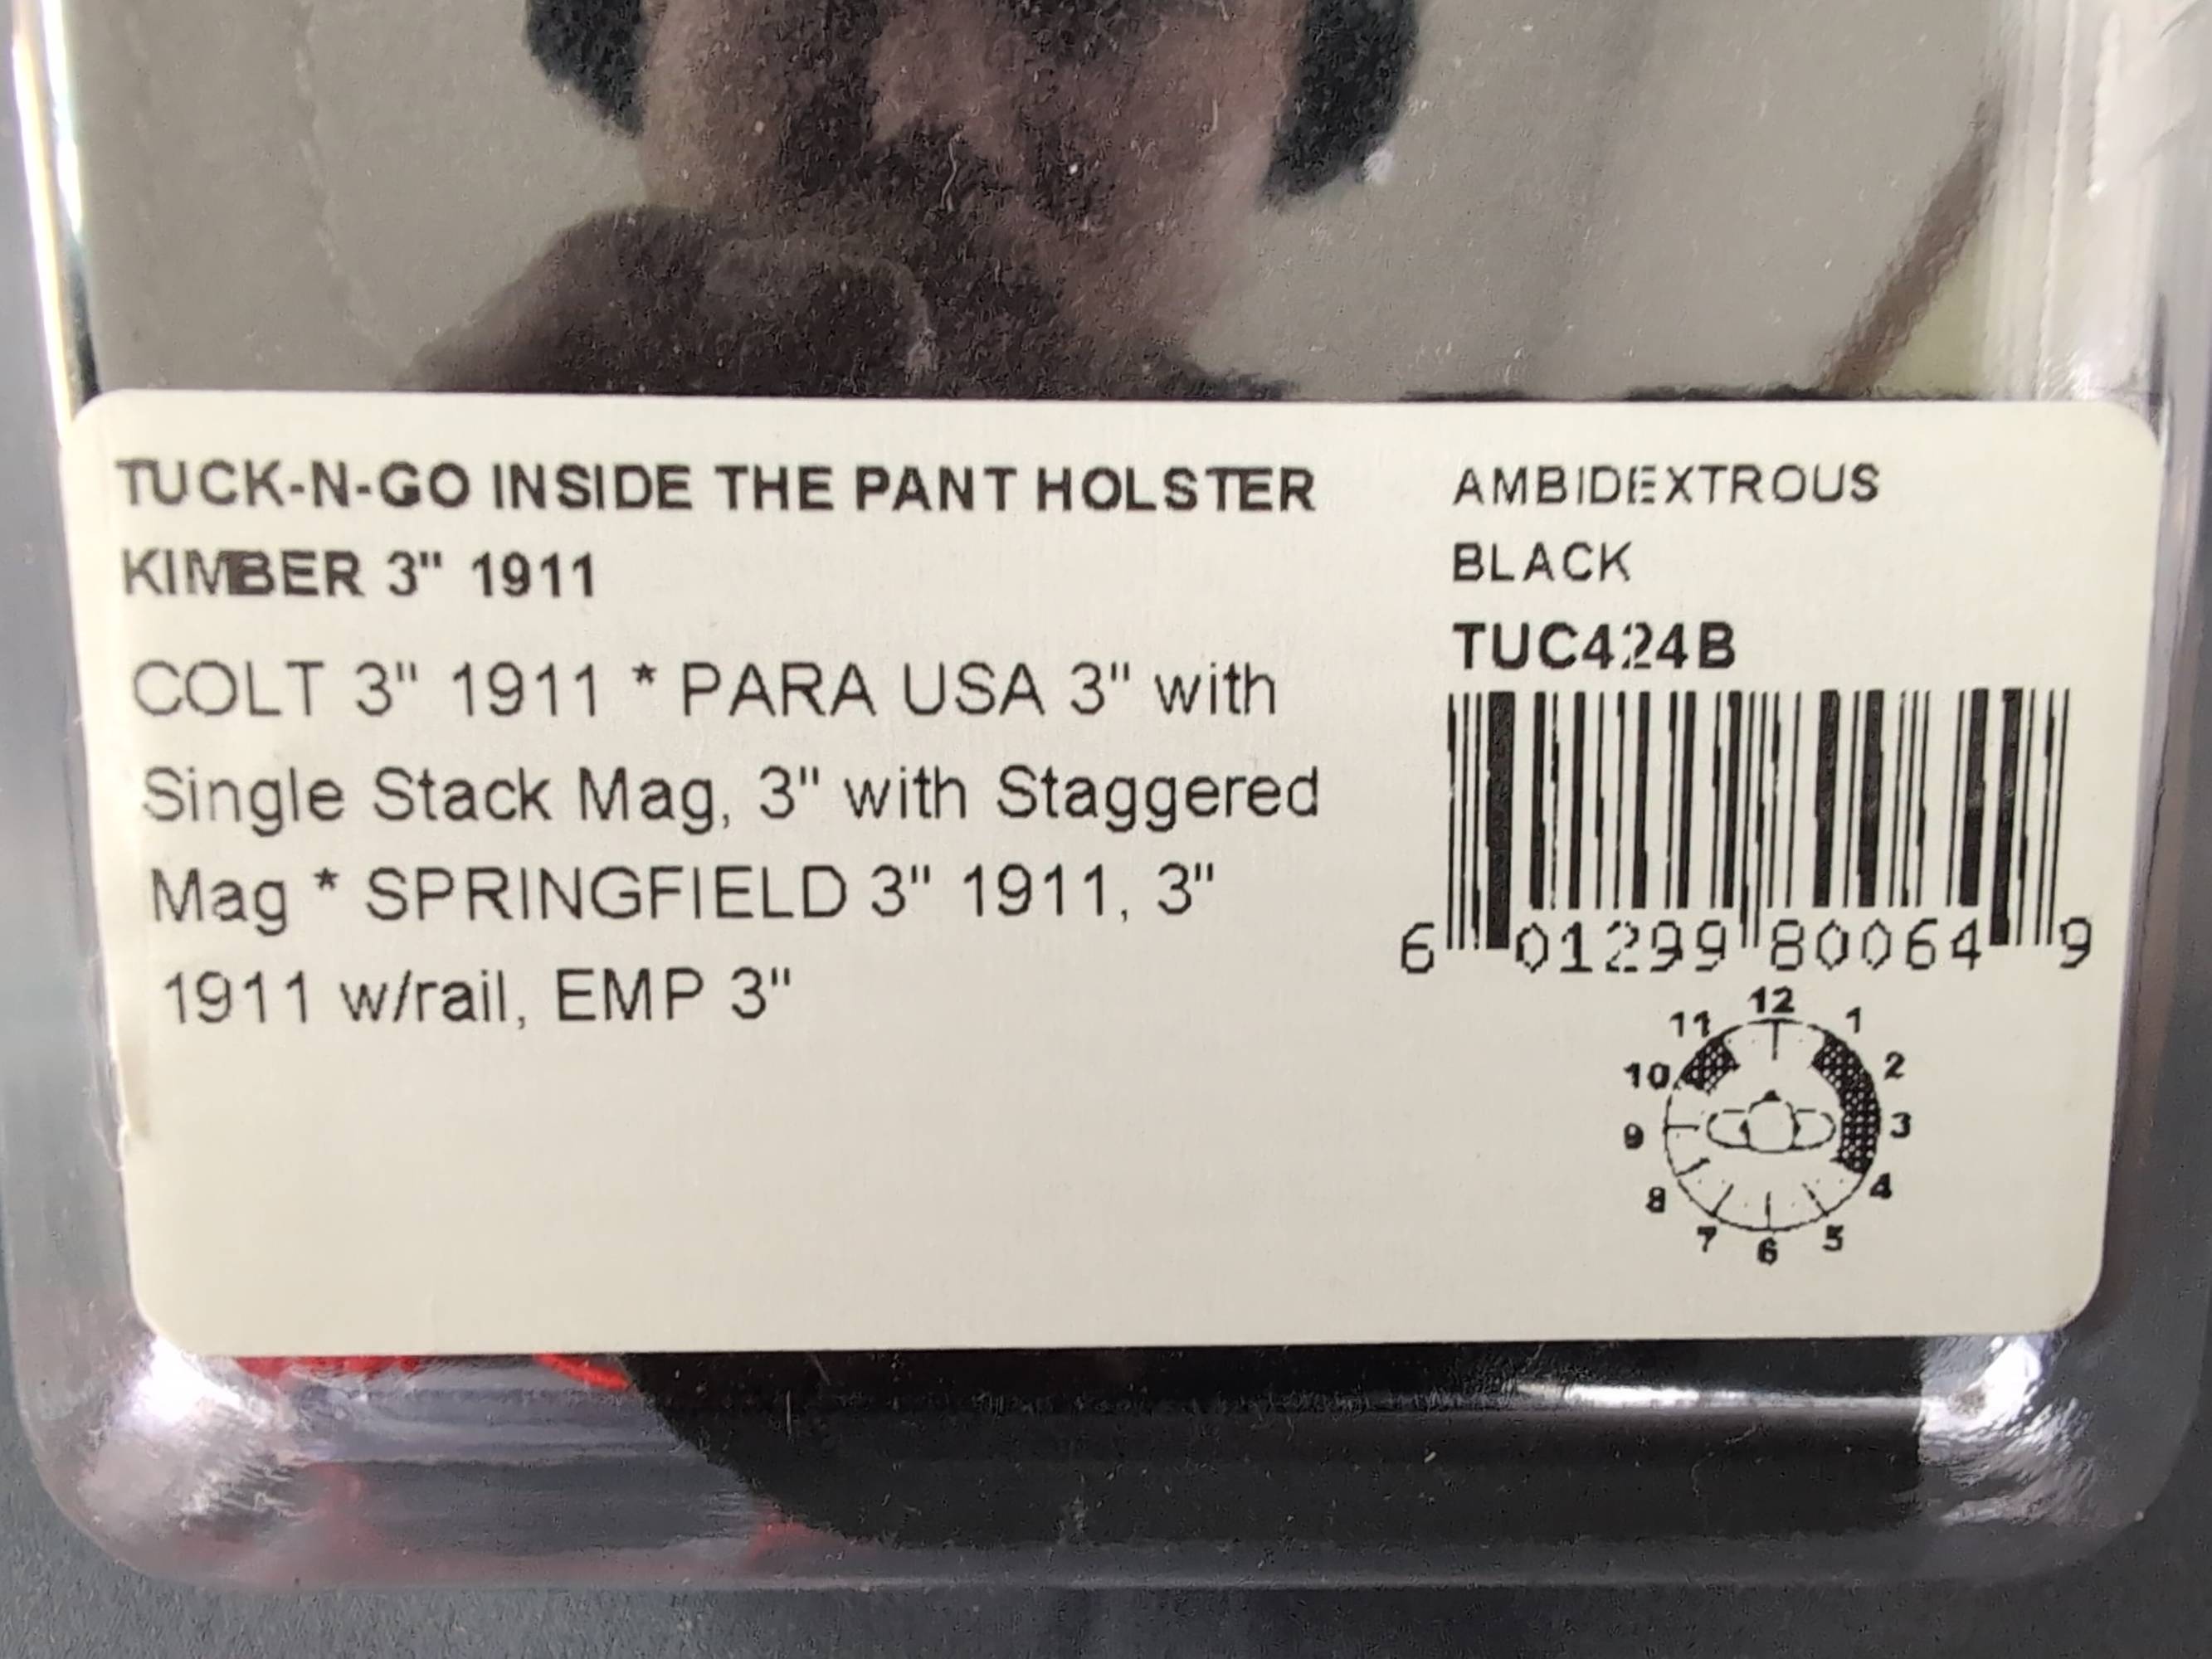 TUCK-N-GO INSIDE THE PANT HOLSTER
KIMBER 3" 1911
COLT 3" 1911 * PARA USA 3" with
Single Stack Mag, 3" with Staggered
Mag * SPRINGFIELD 3" 1911, 3"
1911 w/rail, EMP 3"
AMBIDEXTROUS
BLACK
TUC424B
6 01299 80064 9
12
11 1
10 2
9 3
8 4
7 6 5